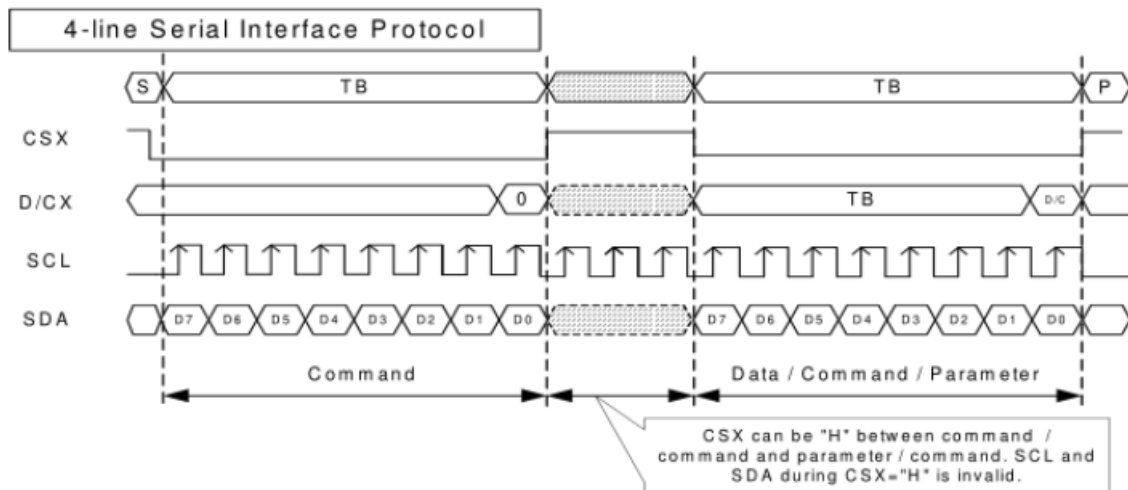 4-line Serial Interface Protocol
S TB TB P
CSX
D/CX 0 TB D/C
SCL
SDA D7 D6 D5 D4 D3 D2 D1 D0 D7 D6 D5 D4 D3 D2 D1 D0
Command Data / Command / Parameter
CSX can be "H" between command /
command and parameter / command. SCL and
SDA during CSX="H" is invalid.